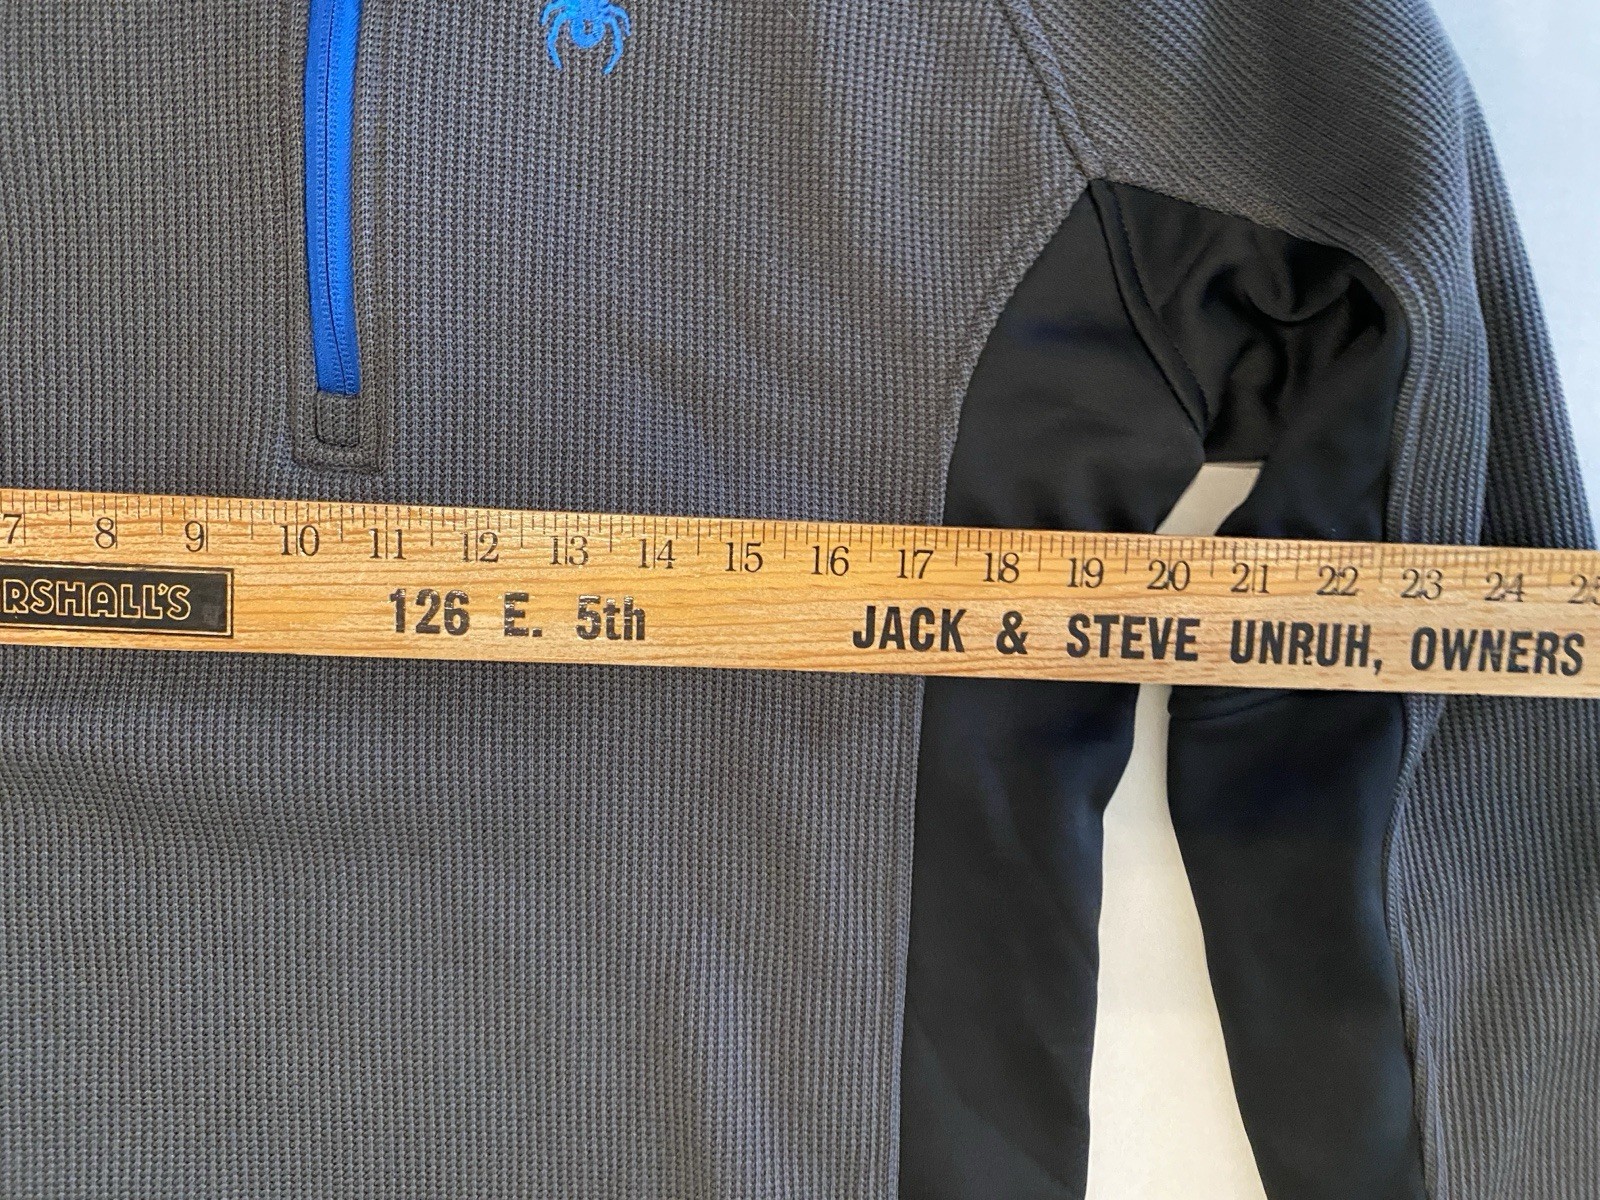 7 8 9 10 11 12 13 14 15 16 17 18 19 20 21 22 23 24 25
RSHALL'S 126 E. 5th JACK & STEVE UNRUH, OWNERS